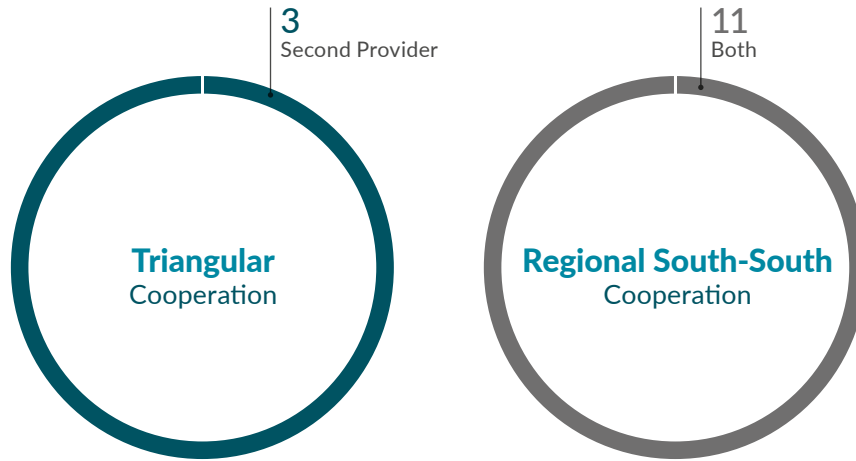 3
Second Provider
11
Both
Triangular
Cooperation
Regional South-South
Cooperation